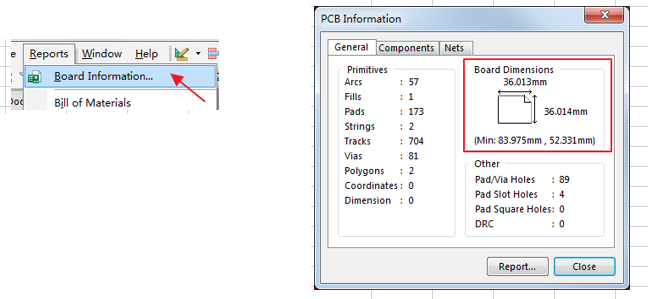 Reports Window Help
Board Information...
Bill of Materials
PCB Information
General Components Nets
Primitives
Arcs : 57
Fills : 1
Pads : 173
Strings : 2
Tracks : 704
Vias : 81
Polygons : 2
Coordinates : 0
Dimension : 0
Board Dimensions
36.013mm
36.014mm
(Min: 83.975mm , 52.331mm)
Other
Pad/Via Holes : 89
Pad Slot Holes : 4
Pad Square Holes: 0
DRC : 0
Report... Close